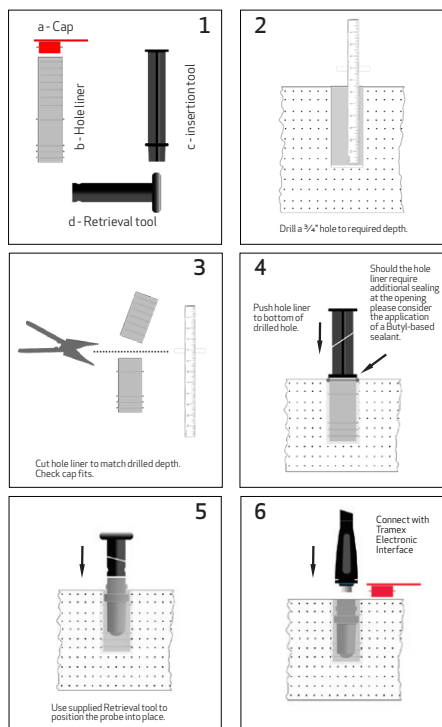 a - Cap
1
b - Hole liner
c - insertion tool
d - Retrieval tool
2
Drill a ¾" hole to required depth.
3
Cut hole liner to match drilled depth.
Check cap fits.
4
Push hole liner
to bottom of
drilled hole.
Should the hole
liner require
additional sealing
at the opening
please consider
the application
of a Butyl-based
sealant.
5
Use supplied Retrieval tool to
position the probe into place.
6
Connect with
Tramex
Electronic
Interface